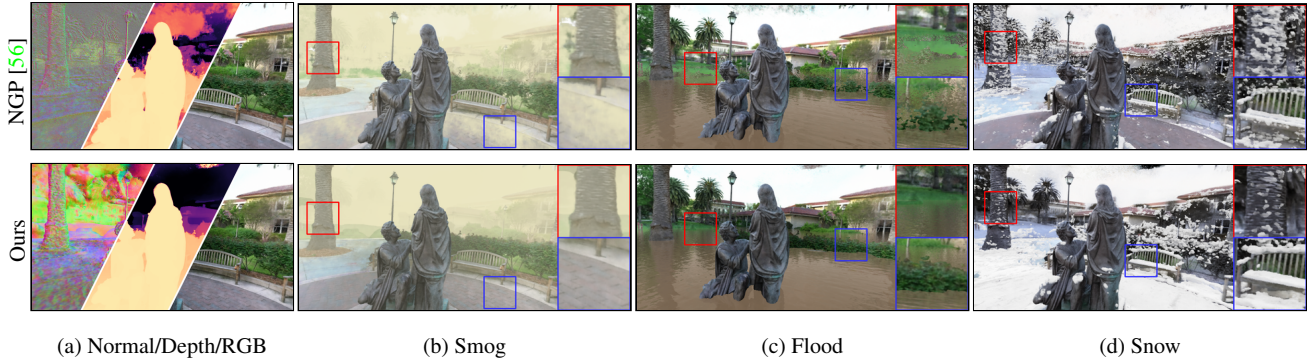 NGP [56]
Ours
(a) Normal/Depth/RGB
(b) Smog
(c) Flood
(d) Snow